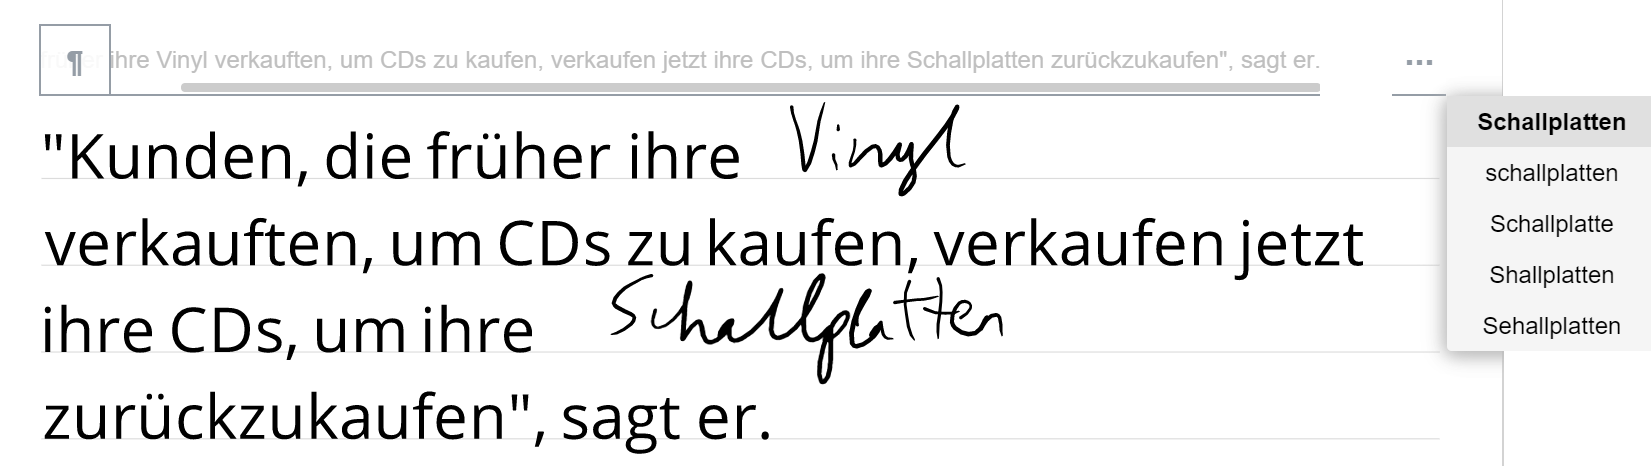 früher ihre Vinyl verkauften, um CDs zu kaufen, verkaufen jetzt ihre CDs, um ihre Schallplatten zurückzukaufen", sagt er.
¶
...
"Kunden, die früher ihre Vinyl
verkauften, um CDs zu kaufen, verkaufen jetzt
ihre CDs, um ihre Schallplatten
zurückzukaufen", sagt er.
Schallplatten
schallplatten
Schallplatte
Shallplatten
Sehallplatten